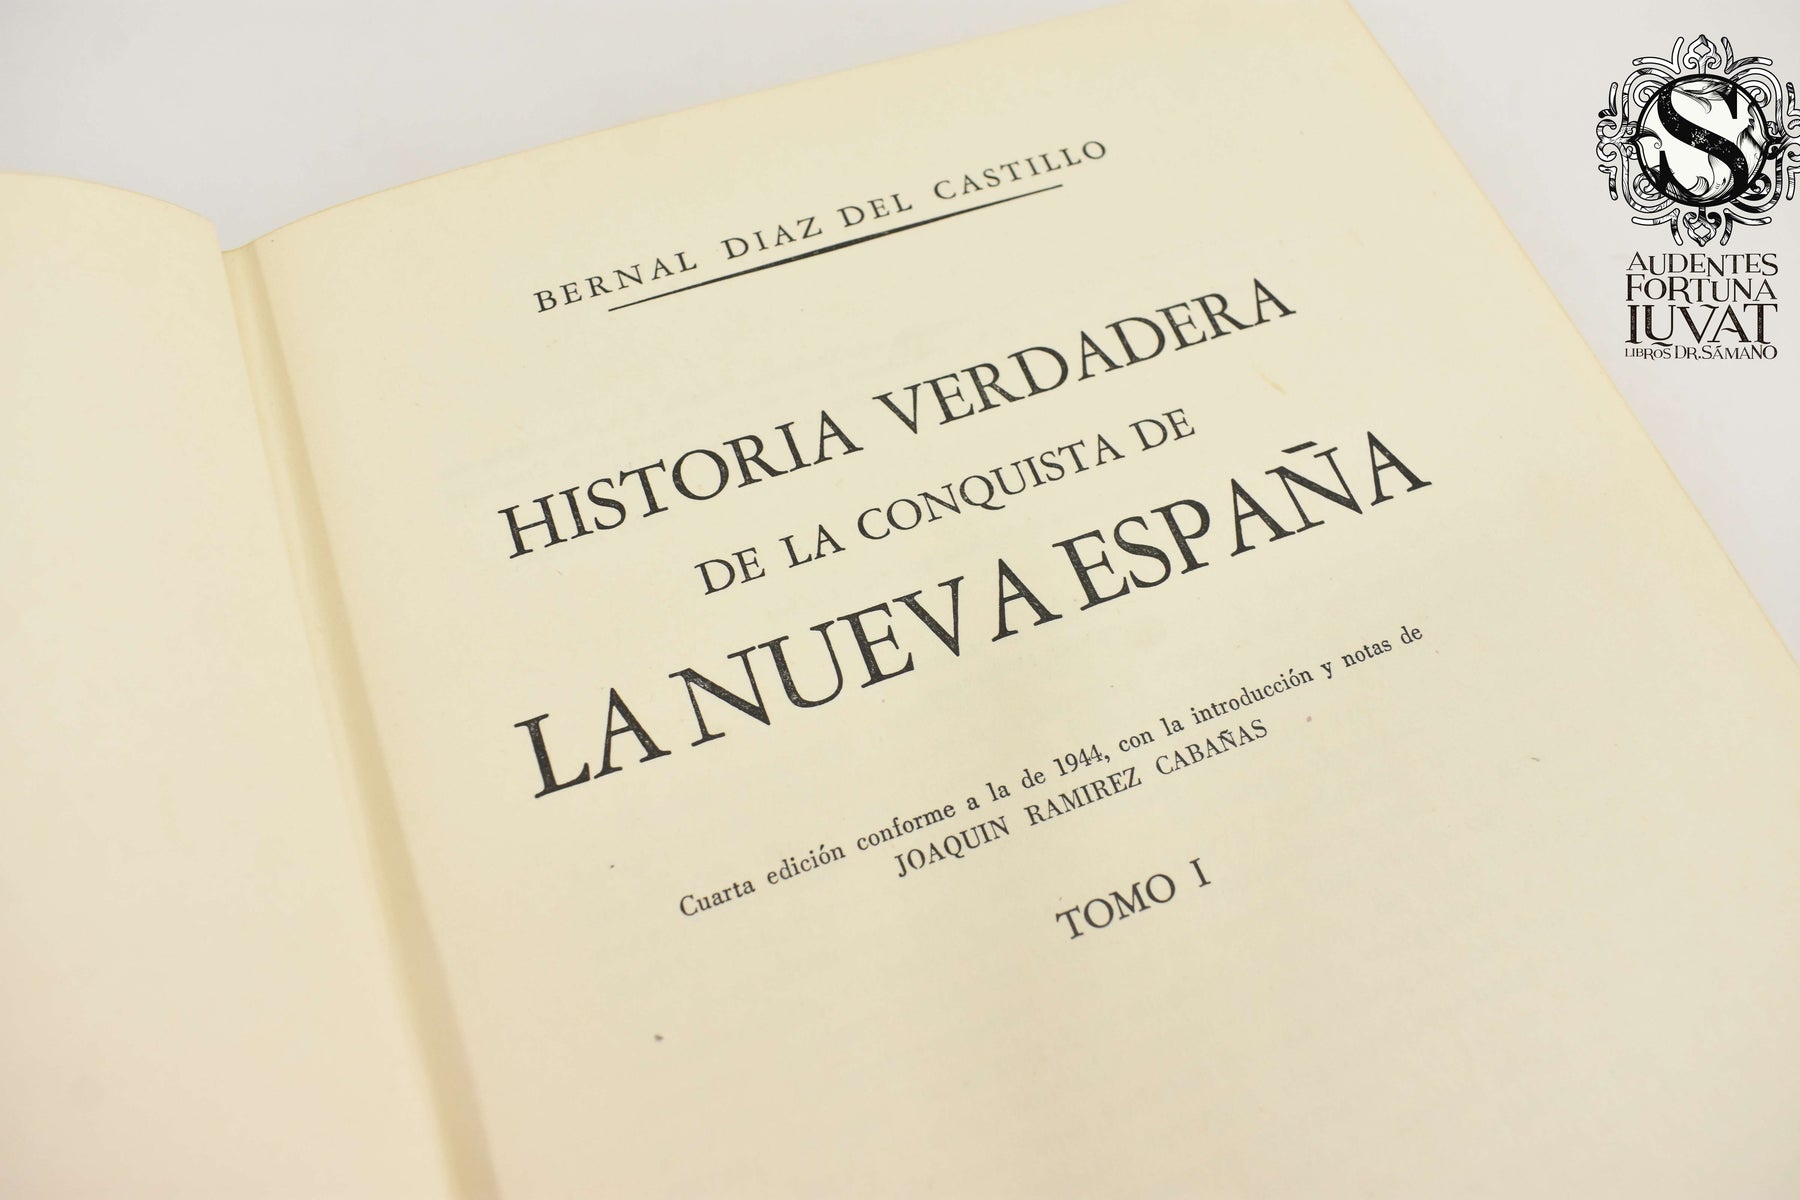 BERNAL DIAZ DEL CASTILLO
HISTORIA VERDADERA
DE LA CONQUISTA DE
LA NUEVA ESPAÑA
Cuarta edición conforme a la de 1944, con la introducción y notas de
JOAQUIN RAMIREZ CABAÑAS
TOMO I
S
AUDENTES
FORTUNA
IUVAT
LIBROS DR. SÁMANO